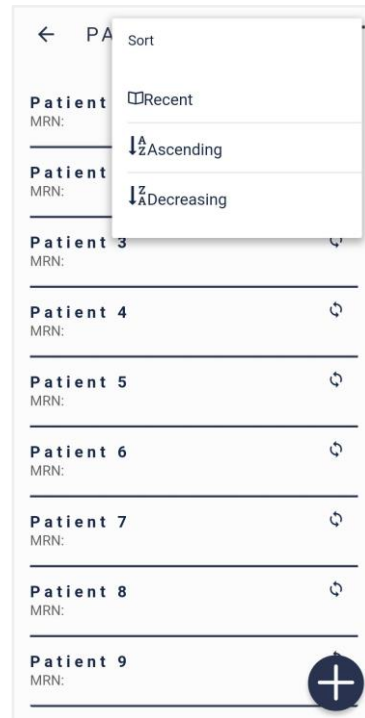 PA
Sort
Recent
Ascending
Decreasing
Patient
MRN:
Patient
MRN:
Patient 3
MRN:
Patient 4
MRN:
Patient 5
MRN:
Patient 6
MRN:
Patient 7
MRN:
Patient 8
MRN:
Patient 9
MRN: